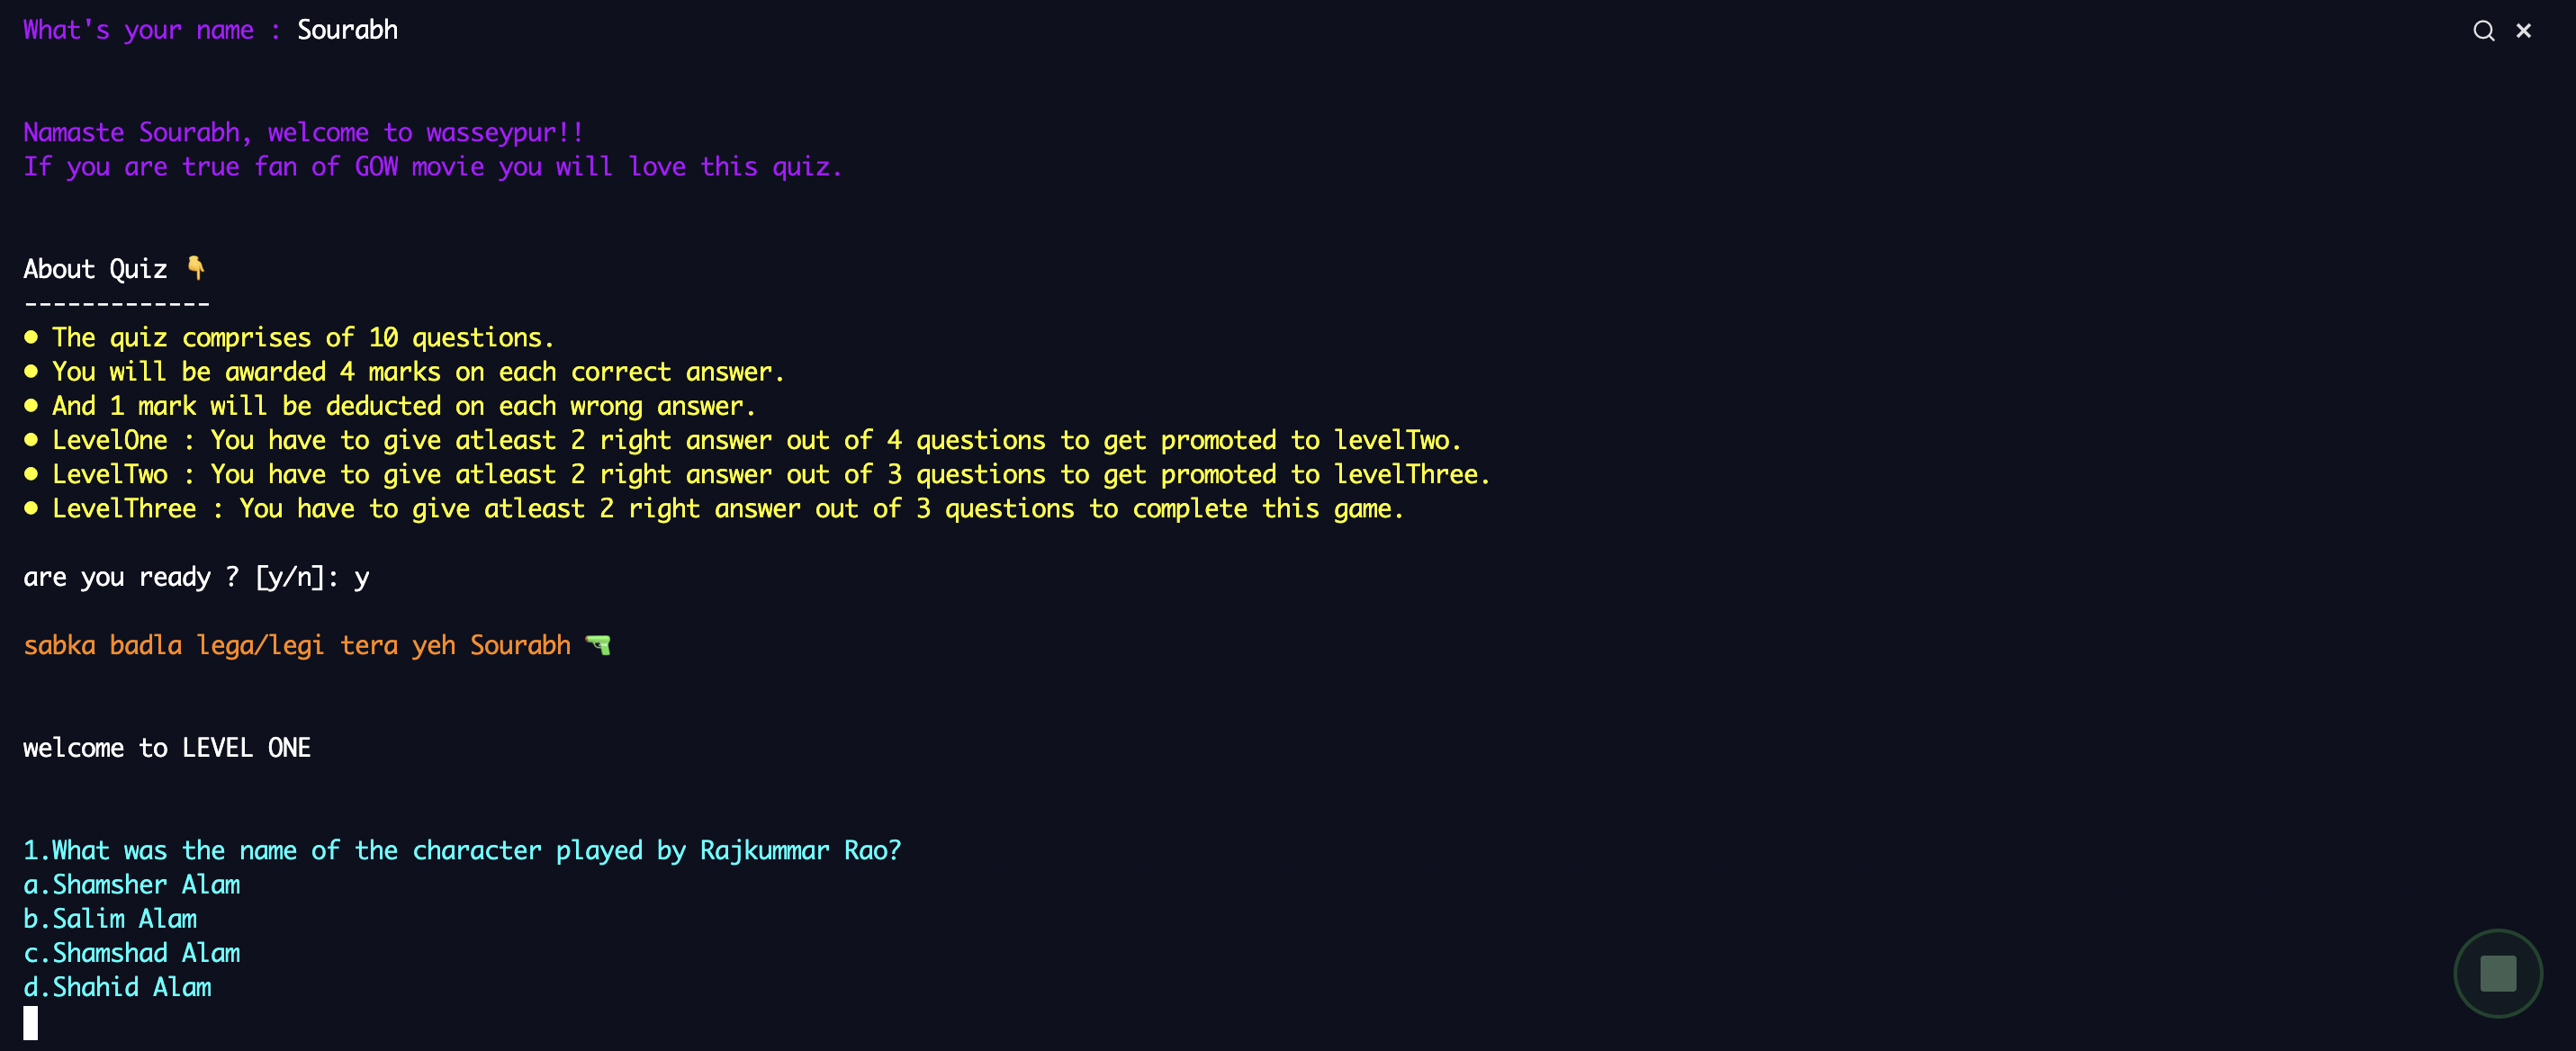 What's your name : Sourabh
Namaste Sourabh, welcome to wasseypur!!
If you are true fan of GOW movie you will love this quiz.
About Quiz 👇
-------------
● The quiz comprises of 10 questions.
● You will be awarded 4 marks on each correct answer.
● And 1 mark will be deducted on each wrong answer.
● LevelOne : You have to give atleast 2 right answer out of 4 questions to get promoted to levelTwo.
● LevelTwo : You have to give atleast 2 right answer out of 3 questions to get promoted to levelThree.
● LevelThree : You have to give atleast 2 right answer out of 3 questions to complete this game.
are you ready ? [y/n]: y
sabka badla lega/legi tera yeh Sourabh 🔫
welcome to LEVEL ONE
1.What was the name of the character played by Rajkummar Rao?
a.Shamsher Alam
b.Salim Alam
c.Shamshad Alam
d.Shahid Alam